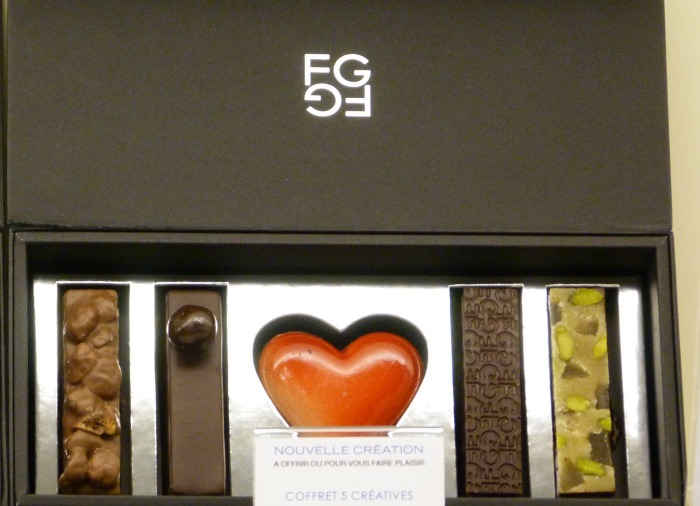 FG
FG
NOUVELLE CRÉATION
A OFFRIR OU POUR VOUS FAIRE PLAISIR
COFFRET 5 CRÉATIVES